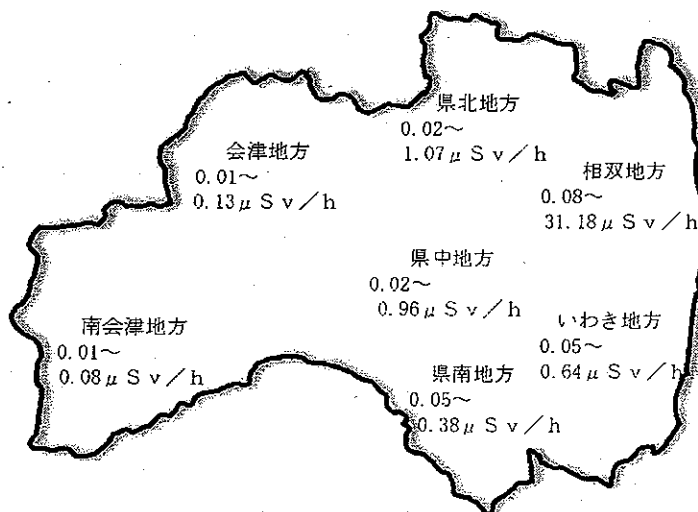 県北地方
0.02～
1.07μSv／h
会津地方
0.01～
0.13μSv／h
相双地方
0.08～
31.18μSv／h
県中地方
0.02～
0.96μSv／h
南会津地方
0.01～
0.08μSv／h
いわき地方
0.05～
0.64μSv／h
県南地方
0.05～
0.38μSv／h